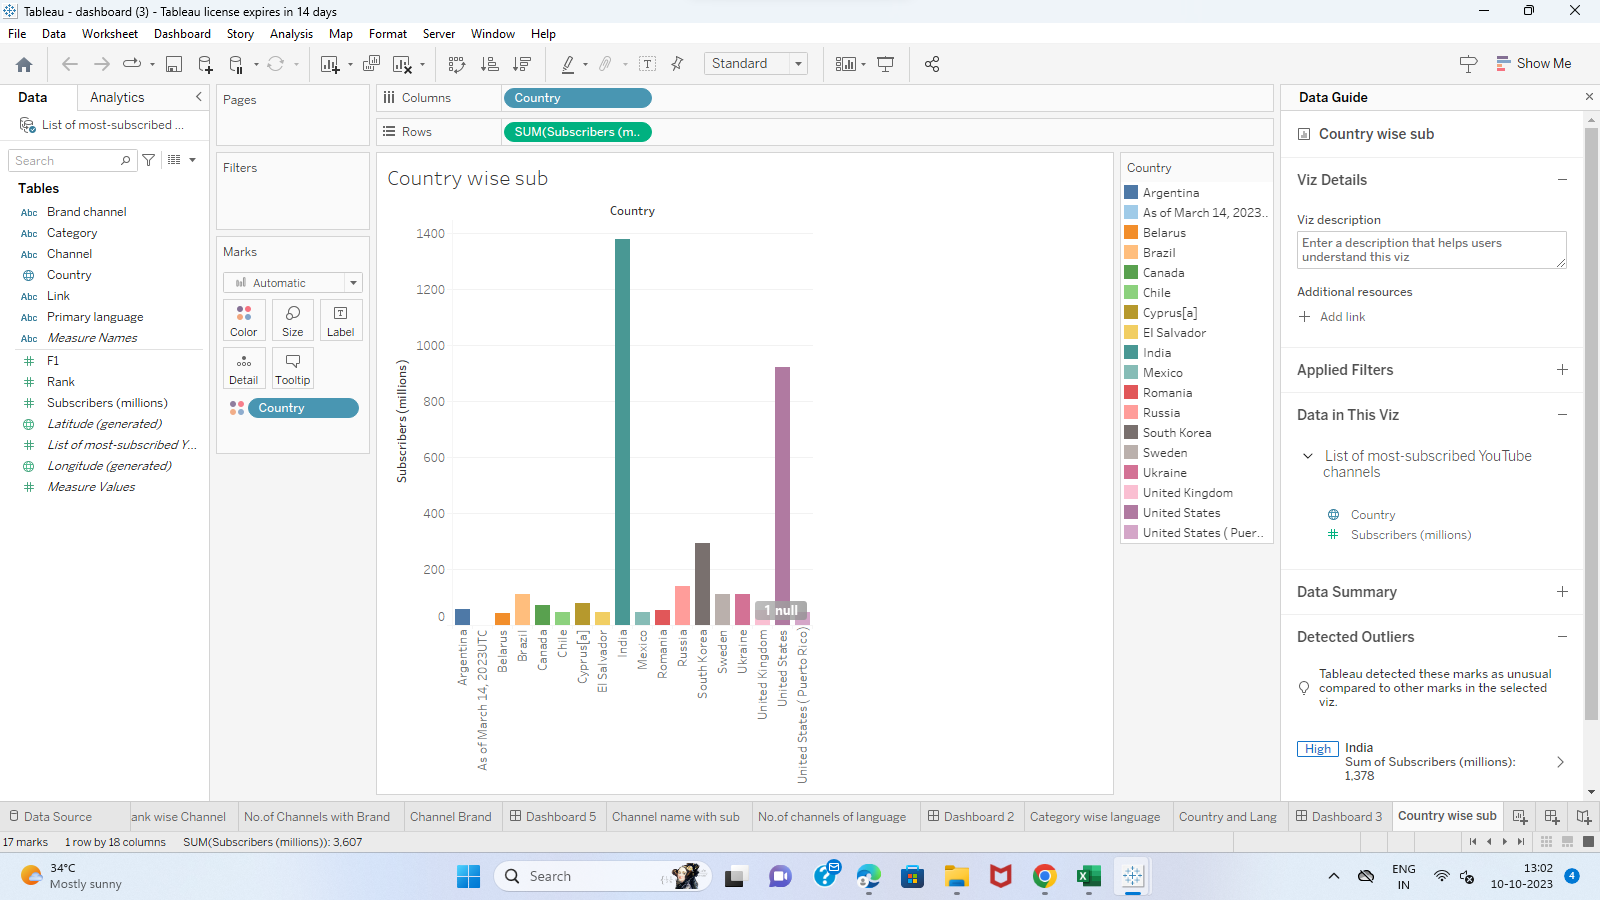 Tableau - dashboard (3) - Tableau license expires in 14 days
File Data Worksheet Dashboard Story Analysis Map Format Server Window Help
Standard
Show Me
Data Analytics
List of most-subscribed ...
Search
Tables
Abc Brand channel
Abc Category
Abc Channel
Country
Abc Link
Abc Primary language
Abc Measure Names
F1
Rank
Subscribers (millions)
Latitude (generated)
List of most-subscribed Y...
Longitude (generated)
Measure Values
Pages
Filters
Marks
Automatic
Color Size Label
Detail Tooltip
Country
Columns Country
Rows SUM(Subscribers (m..
Country wise sub
Country
Subscribers (millions)
1400
1200
1000
800
600
400
200
0
1 null
Argentina
As of March 14, 2023UTC
Belarus
Brazil
Canada
Chile
Cyprus[a]
El Salvador
India
Mexico
Romania
Russia
South Korea
Sweden
Ukraine
United Kingdom
United States
United States ( Puerto Rico)
Country
Argentina
As of March 14, 2023..
Belarus
Brazil
Canada
Chile
Cyprus[a]
El Salvador
India
Mexico
Romania
Russia
South Korea
Sweden
Ukraine
United Kingdom
United States
United States ( Puer..
Data Guide
Country wise sub
Viz Details
Viz description
Enter a description that helps users
understand this viz
Additional resources
Add link
Applied Filters
Data in This Viz
List of most-subscribed YouTube
channels
Country
Subscribers (millions)
Data Summary
Detected Outliers
Tableau detected these marks as unusual
compared to other marks in the selected
viz.
High India
Sum of Subscribers (millions):
1,378
Data Source ank wise Channel No.of Channels with Brand Channel Brand Dashboard 5 Channel name with sub No.of channels of language Dashboard 2 Category wise language Country and Lang Dashboard 3 Country wise sub
17 marks 1 row by 18 columns SUM(Subscribers (millions)): 3,607
34°C
Mostly sunny
Search
ENG
IN
13:02
10-10-2023
4